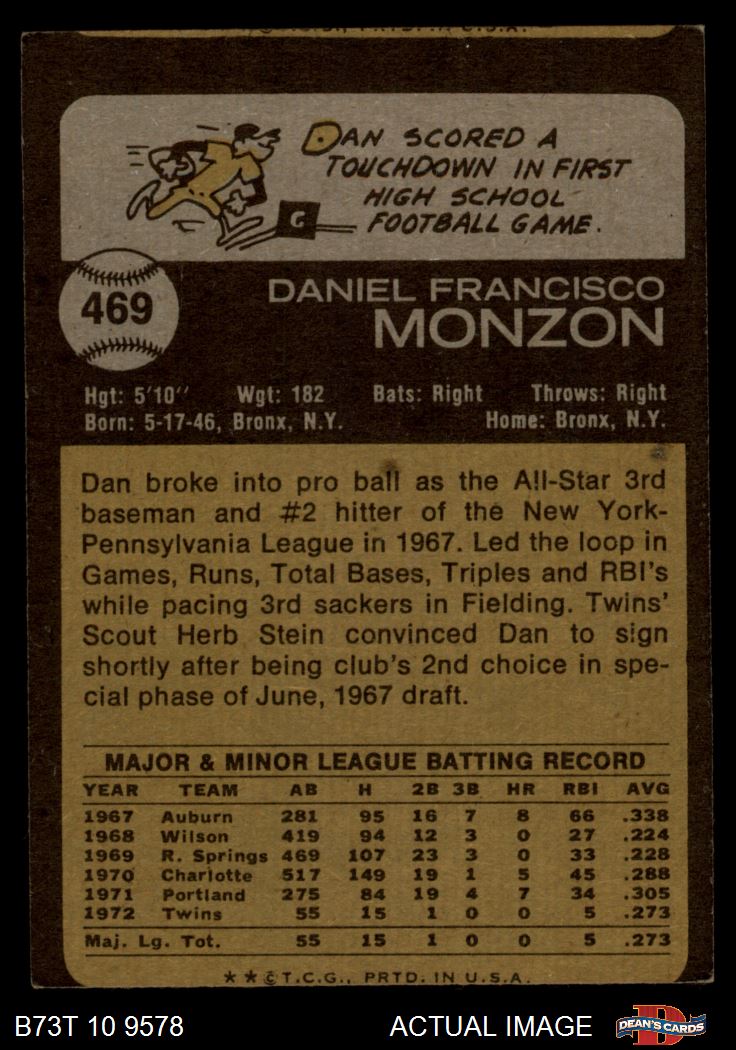 DAN SCORED A
TOUCHDOWN IN FIRST
HIGH SCHOOL
FOOTBALL GAME.
G
469
DANIEL FRANCISCO
MONZON
Hgt: 5'10'' Wgt: 182 Bats: Right Throws: Right
Born: 5-17-46, Bronx, N.Y. Home: Bronx, N.Y.
Dan broke into pro ball as the All-Star 3rd
baseman and #2 hitter of the New York-
Pennsylvania League in 1967. Led the loop in
Games, Runs, Total Bases, Triples and RBI's
while pacing 3rd sackers in Fielding. Twins'
Scout Herb Stein convinced Dan to sign
shortly after being club's 2nd choice in spe-
cial phase of June, 1967 draft.
MAJOR & MINOR LEAGUE BATTING RECORD
YEAR TEAM AB H 2B 3B HR RBI AVG
1967 Auburn 281 95 16 7 8 66 .338
1968 Wilson 419 94 12 3 0 27 .224
1969 R. Springs 469 107 23 3 0 33 .228
1970 Charlotte 517 149 19 1 5 45 .288
1971 Portland 275 84 19 4 7 34 .305
1972 Twins 55 15 1 0 0 5 .273
Maj. Lg. Tot. 55 15 1 0 0 5 .273
★★©T.C.G., PRTD. IN U.S.A.
B73T 10 9578 ACTUAL IMAGE
D
DEAN'S CARDS